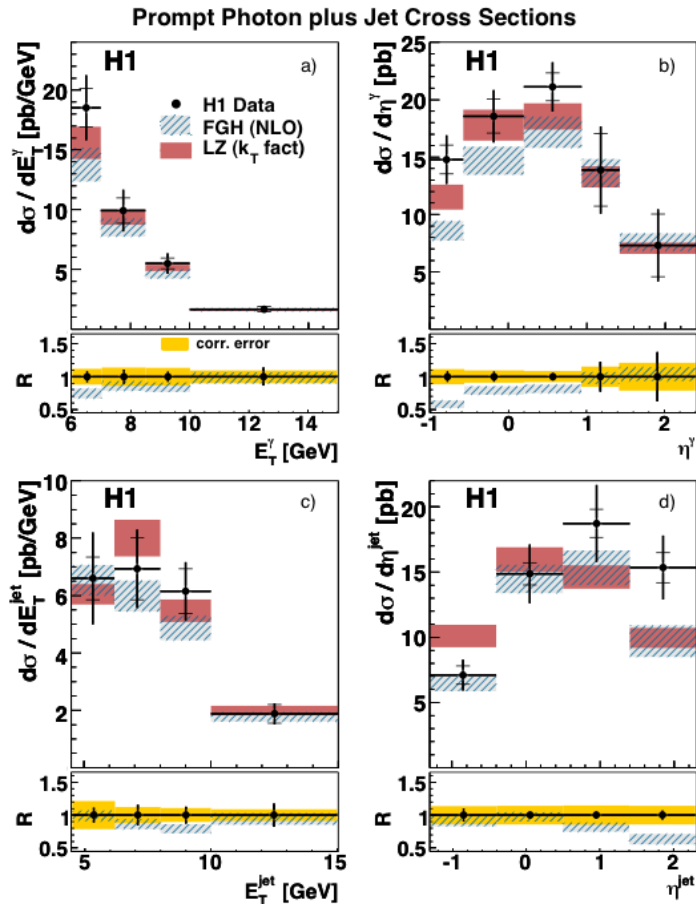 Prompt Photon plus Jet Cross Sections
H1
a)
dσ / dE_T^γ [pb/GeV]
20
15
10
5
H1 Data
FGH (NLO)
LZ (k_T fact)
corr. error
R
1.5
1
0.5
6
8
10
12
14
E_T^γ [GeV]
H1
b)
dσ / dη^γ [pb]
25
20
15
10
5
R
1.5
1
0.5
-1
0
1
2
η^γ
H1
c)
dσ / dE_T^jet [pb/GeV]
10
8
6
4
2
R
1.5
1
0.5
5
10
15
E_T^jet [GeV]
H1
d)
dσ / dη^jet [pb]
20
15
10
5
R
1.5
1
0.5
-1
0
1
2
η^jet